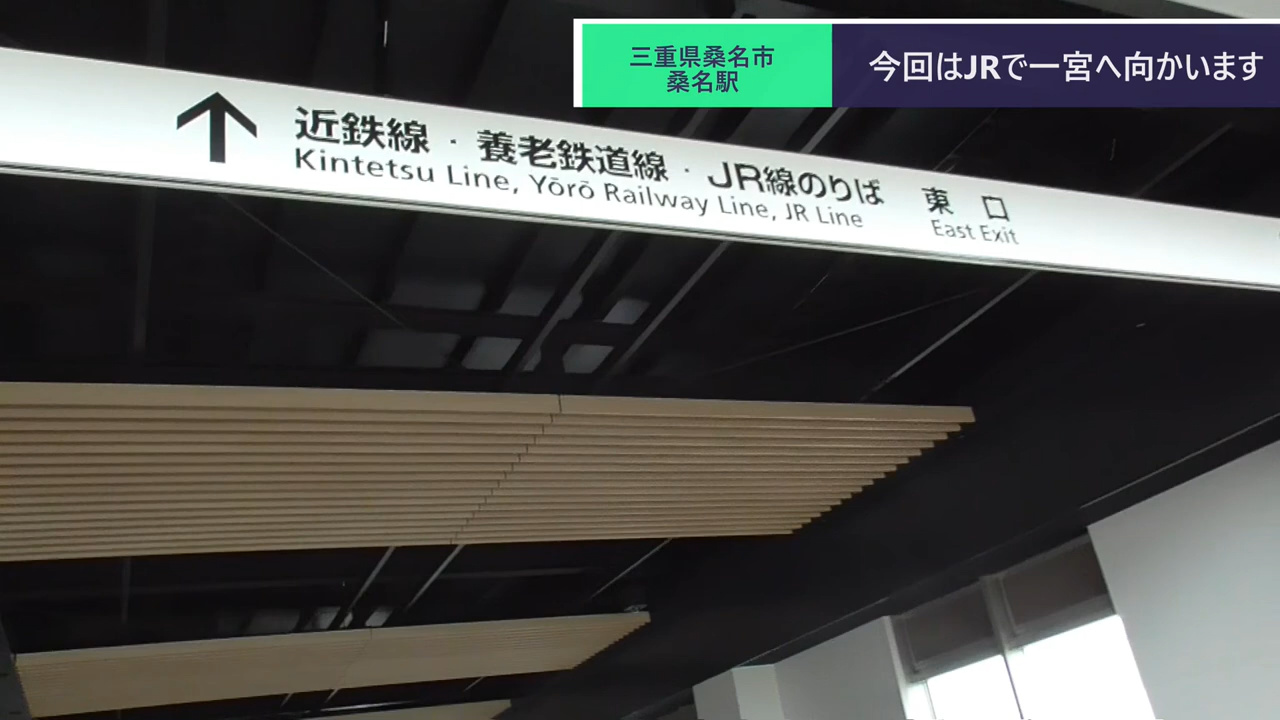 三重県桑名市
桑名駅
今回はJRで一宮へ向かいます
近鉄線・養老鉄道線・JR線のりば 東口
Kintetsu Line, Yōrō Railway Line, JR Line East Exit